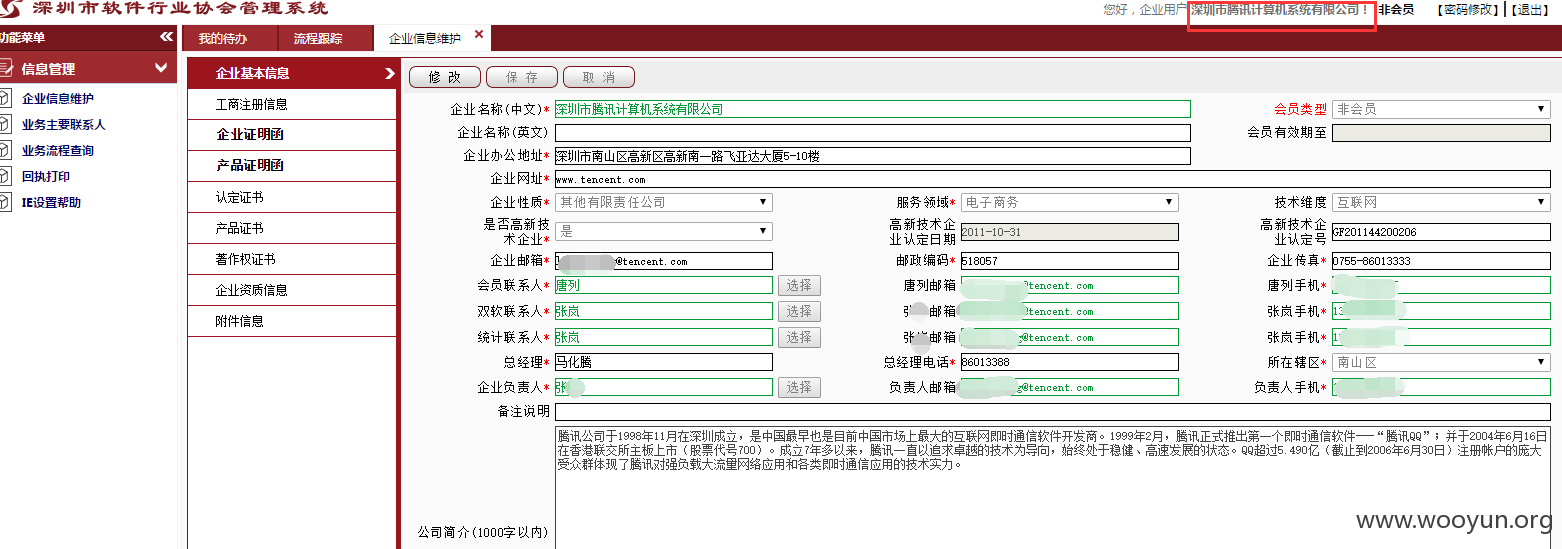 深圳市软件行业协会管理系统
您好，企业用户 深圳市腾讯计算机系统有限公司！ 非会员 【密码修改】 | 【退出】
功能菜单 «
我的待办 流程跟踪 企业信息维护 ×
信息管理
企业信息维护
业务主要联系人
业务流程查询
回执打印
IE设置帮助
企业基本信息
工商注册信息
企业证明函
产品证明函
认定证书
产品证书
著作权证书
企业资质信息
附件信息
修 改 保 存 取 消
企业名称(中文)* 深圳市腾讯计算机系统有限公司 会员类型 非会员
企业名称(英文) 会员有效期至
企业办公地址* 深圳市南山区高新区高新南一路飞亚达大厦5-10楼
企业网址* www.tencent.com
企业性质* 其他有限责任公司 服务领域* 电子商务 技术维度 互联网
是否高新技术企业* 是 高新技术企业认定日期 2011-10-31 高新技术企业认定号 GF201144200206
企业邮箱* @tencent.com 邮政编码* 518057 企业传真* 0755-86013333
会员联系人* 唐列 选择 唐列邮箱 @tencent.com 唐列手机*
双软联系人* 张岚 选择 张 邮箱 @tencent.com 张岚手机* 13
统计联系人* 张岚 选择 张 邮箱 @tencent.com 张岚手机* 1
总经理* 马化腾 总经理电话* 86013388 所在辖区* 南山区
企业负责人* 张 选择 负责人邮箱 g@tencent.com 负责人手机*
备注说明
公司简介(1000字以内)
腾讯公司于1998年11月在深圳成立，是中国最早也是目前中国市场上最大的互联网即时通信软件开发商。1999年2月，腾讯正式推出第一个即时通信软件——“腾讯QQ”；并于2004年6月16日
在香港联交所主板上市（股票代号700）。成立7年多以来，腾讯一直以追求卓越的技术为导向，始终处于稳健、高速发展的状态。QQ超过5.490亿（截止到2006年6月30日）注册帐户的庞大
受众群体现了腾讯对强负载大流量网络应用和各类即时通信应用的技术实力。
www.wooyun.org